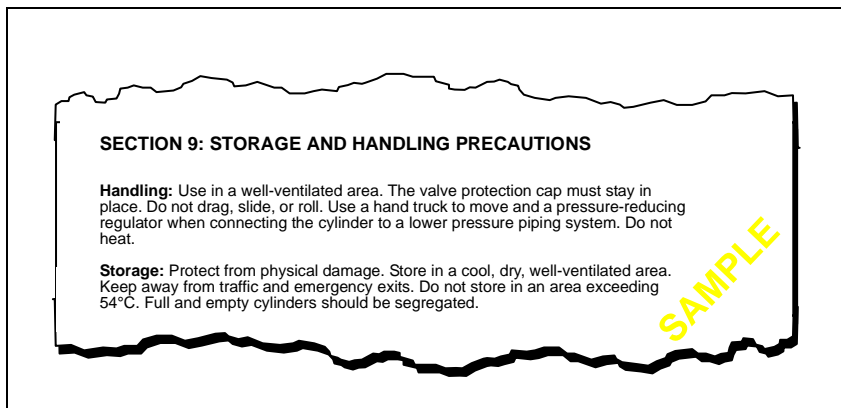 SECTION 9: STORAGE AND HANDLING PRECAUTIONS
Handling: Use in a well-ventilated area. The valve protection cap must stay in
place. Do not drag, slide, or roll. Use a hand truck to move and a pressure-reducing
regulator when connecting the cylinder to a lower pressure piping system. Do not
heat.
Storage: Protect from physical damage. Store in a cool, dry, well-ventilated area.
Keep away from traffic and emergency exits. Do not store in an area exceeding
54°C. Full and empty cylinders should be segregated.
SAMPLE